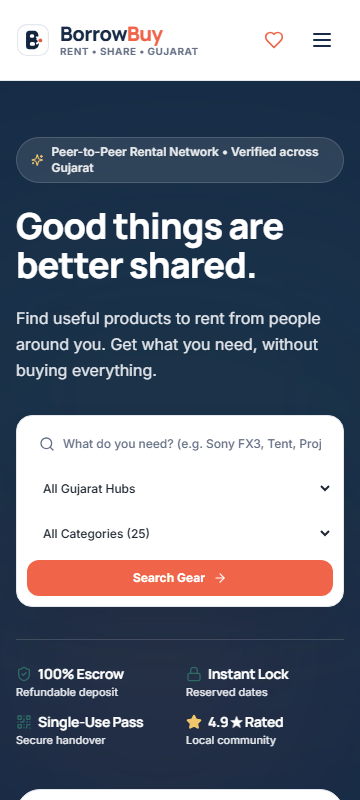 BorrowBuy
RENT • SHARE • GUJARAT
Peer-to-Peer Rental Network • Verified across
Gujarat
Good things are
better shared.
Find useful products to rent from people
around you. Get what you need, without
buying everything.
What do you need? (e.g. Sony FX3, Tent, Proj
All Gujarat Hubs
All Categories (25)
Search Gear →
100% Escrow
Refundable deposit
Instant Lock
Reserved dates
Single-Use Pass
Secure handover
4.9★ Rated
Local community